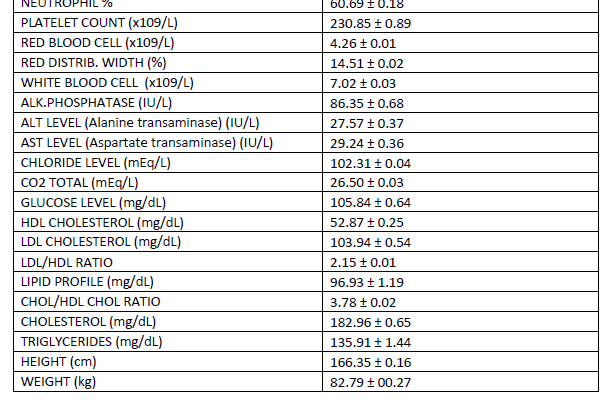 NEUTROPHIL % 60.69 ± 0.18
PLATELET COUNT (x109/L) 230.85 ± 0.89
RED BLOOD CELL (x109/L) 4.26 ± 0.01
RED DISTRIB. WIDTH (%) 14.51 ± 0.02
WHITE BLOOD CELL (x109/L) 7.02 ± 0.03
ALK.PHOSPHATASE (IU/L) 86.35 ± 0.68
ALT LEVEL (Alanine transaminase) (IU/L) 27.57 ± 0.37
AST LEVEL (Aspartate transaminase) (IU/L) 29.24 ± 0.36
CHLORIDE LEVEL (mEq/L) 102.31 ± 0.04
CO2 TOTAL (mEq/L) 26.50 ± 0.03
GLUCOSE LEVEL (mg/dL) 105.84 ± 0.64
HDL CHOLESTEROL (mg/dL) 52.87 ± 0.25
LDL CHOLESTEROL (mg/dL) 103.94 ± 0.54
LDL/HDL RATIO 2.15 ± 0.01
LIPID PROFILE (mg/dL) 96.93 ± 1.19
CHOL/HDL CHOL RATIO 3.78 ± 0.02
CHOLESTEROL (mg/dL) 182.96 ± 0.65
TRIGLYCERIDES (mg/dL) 135.91 ± 1.44
HEIGHT (cm) 166.35 ± 0.16
WEIGHT (kg) 82.79 ± 00.27